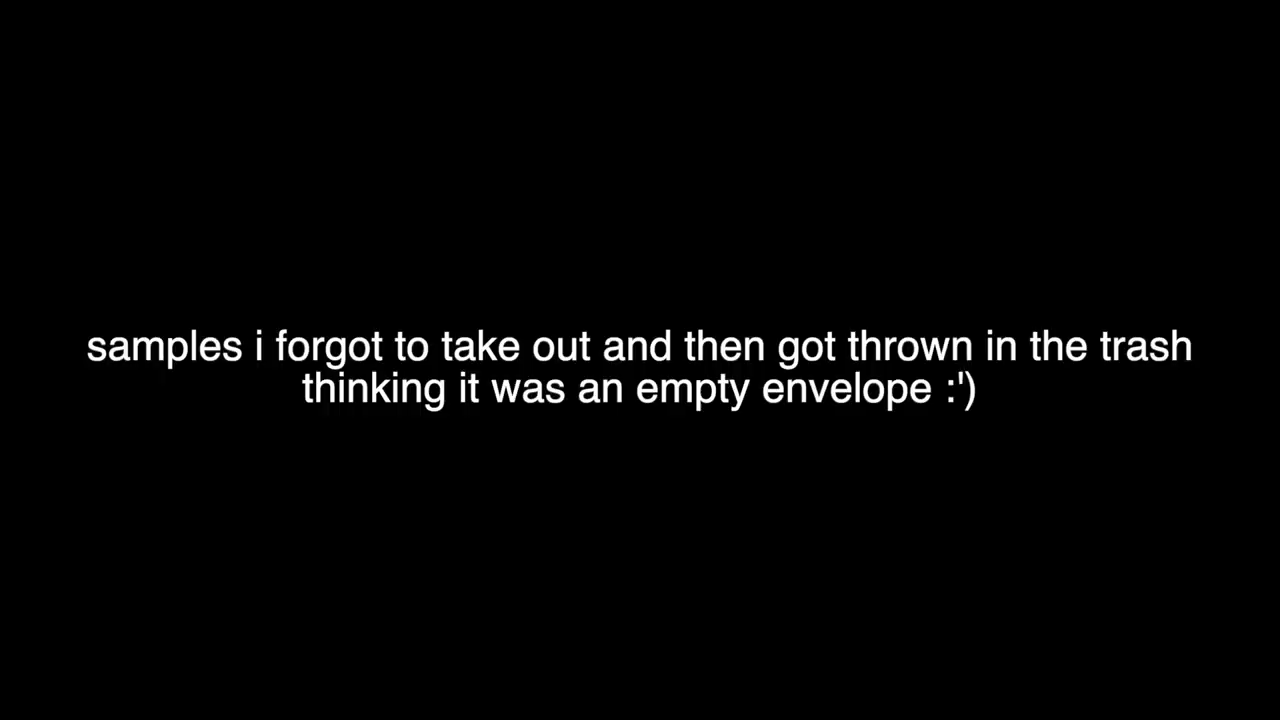 samples i forgot to take out and then got thrown in the trash
thinking it was an empty envelope :')